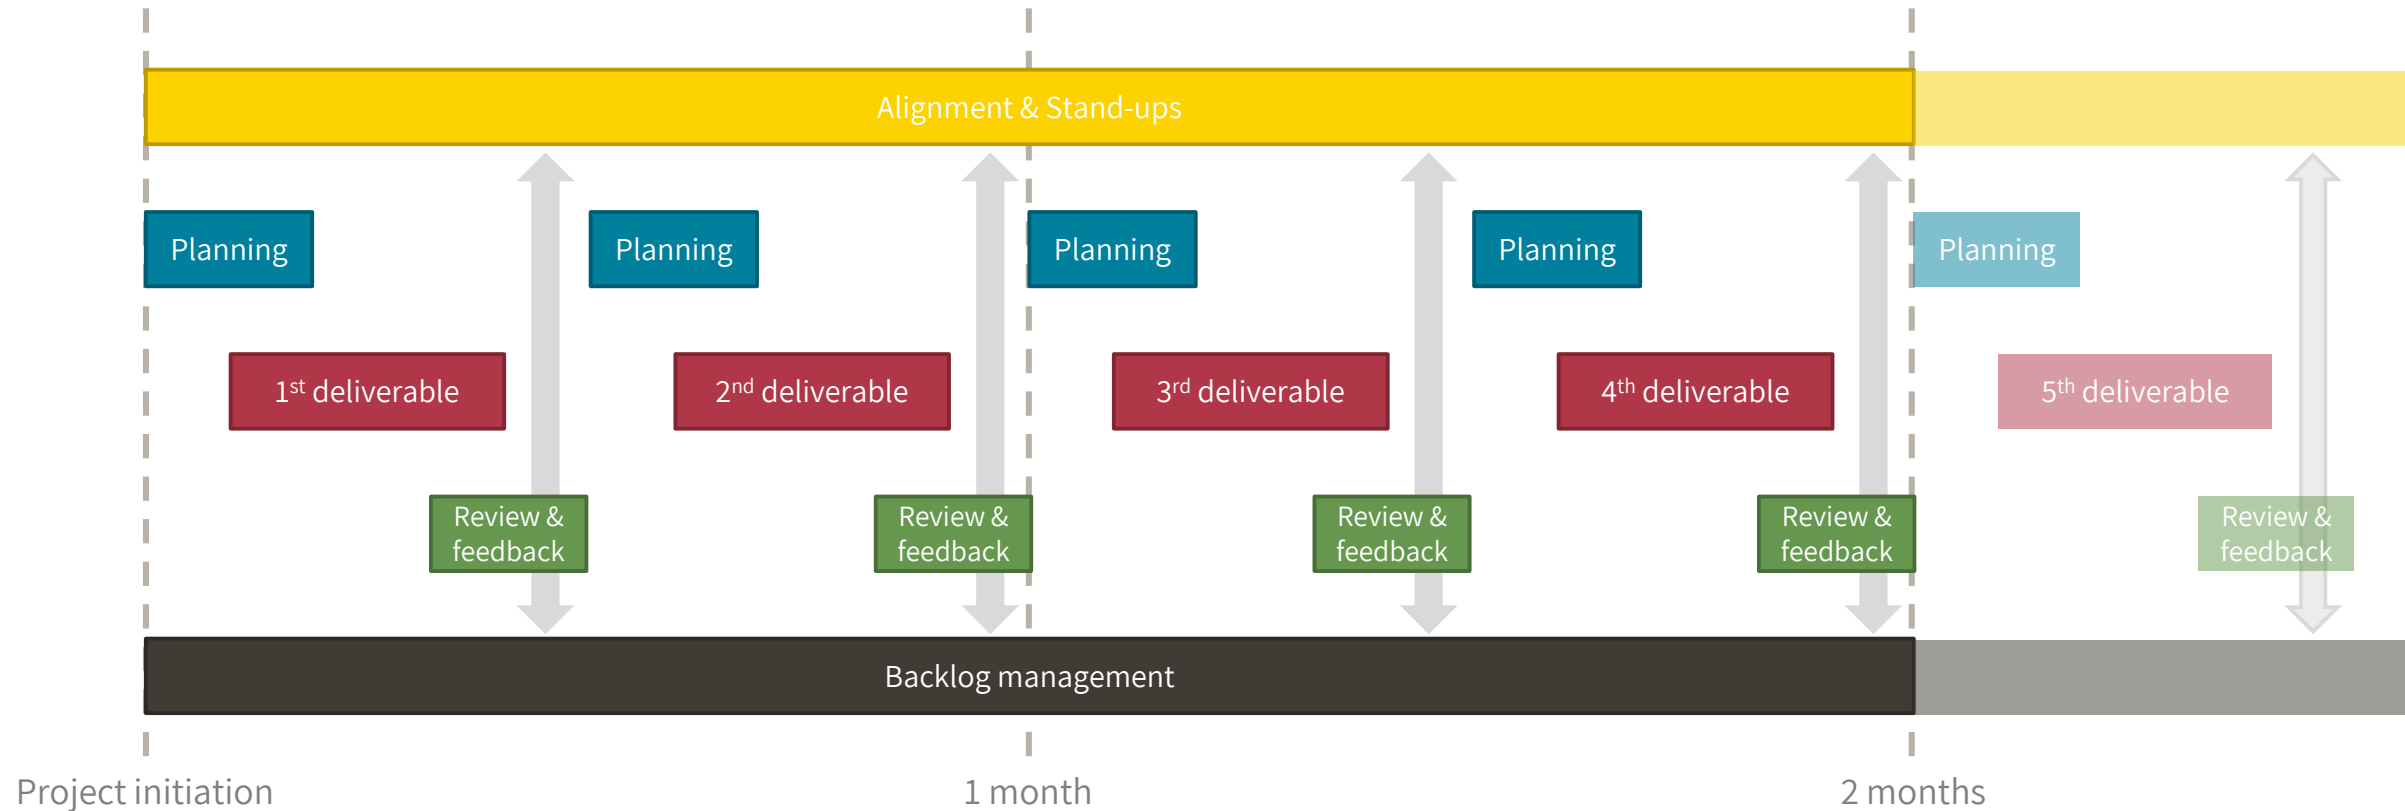 Alignment & Stand-ups
Planning
Planning
Planning
Planning
Planning
1st deliverable
2nd deliverable
3rd deliverable
4th deliverable
5th deliverable
Review &
feedback
Review &
feedback
Review &
feedback
Review &
feedback
Review &
feedback
Backlog management
Project initiation
1 month
2 months